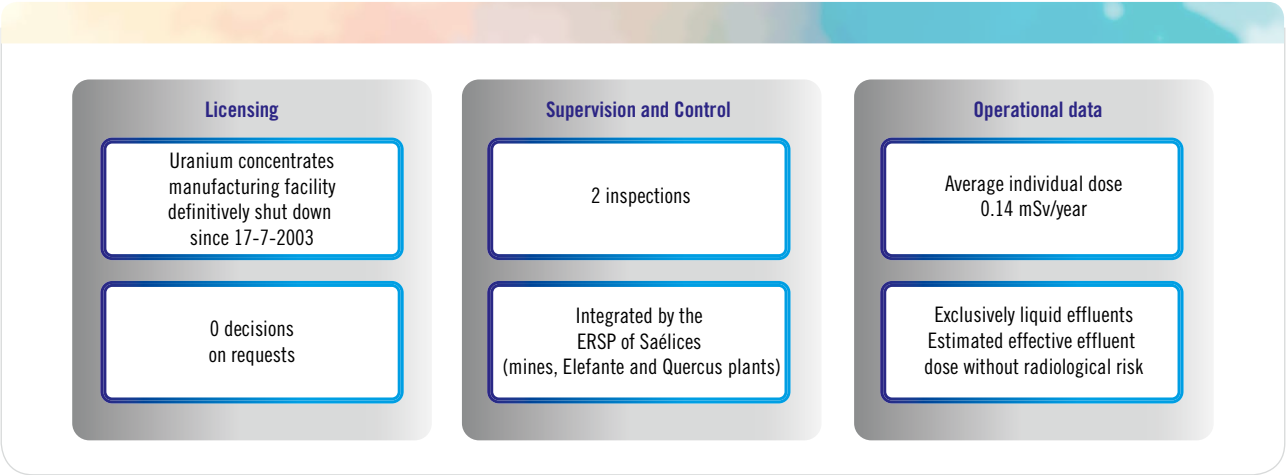 Licensing
Uranium concentrates
manufacturing facility
definitively shut down
since 17-7-2003
0 decisions
on requests
Supervision and Control
2 inspections
Integrated by the
ERSP of Saélices
(mines, Elefante and Quercus plants)
Operational data
Average individual dose
0.14 mSv/year
Exclusively liquid effluents
Estimated effective effluent
dose without radiological risk